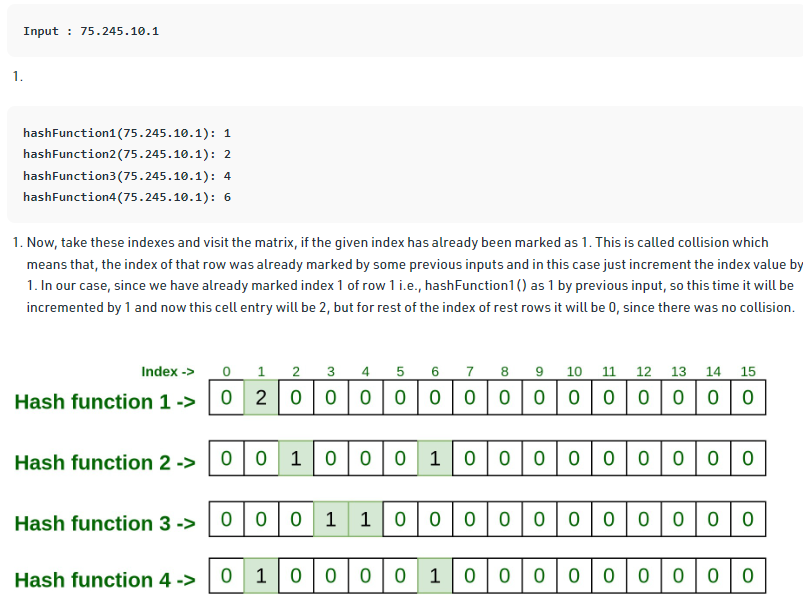 Input : 75.245.10.1
1.
hashFunction1(75.245.10.1): 1
hashFunction2(75.245.10.1): 2
hashFunction3(75.245.10.1): 4
hashFunction4(75.245.10.1): 6
1. Now, take these indexes and visit the matrix, if the given index has already been marked as 1. This is called collision which
means that, the index of that row was already marked by some previous inputs and in this case just increment the index value by
1. In our case, since we have already marked index 1 of row 1 i.e., hashFunction1() as 1 by previous input, so this time it will be
incremented by 1 and now this cell entry will be 2, but for rest of the index of rest rows it will be 0, since there was no collision.
Index -> 0 1 2 3 4 5 6 7 8 9 10 11 12 13 14 15
Hash function 1 -> 0 2 0 0 0 0 0 0 0 0 0 0 0 0 0 0
Hash function 2 -> 0 0 1 0 0 0 1 0 0 0 0 0 0 0 0 0
Hash function 3 -> 0 0 0 1 1 0 0 0 0 0 0 0 0 0 0 0
Hash function 4 -> 0 1 0 0 0 0 1 0 0 0 0 0 0 0 0 0